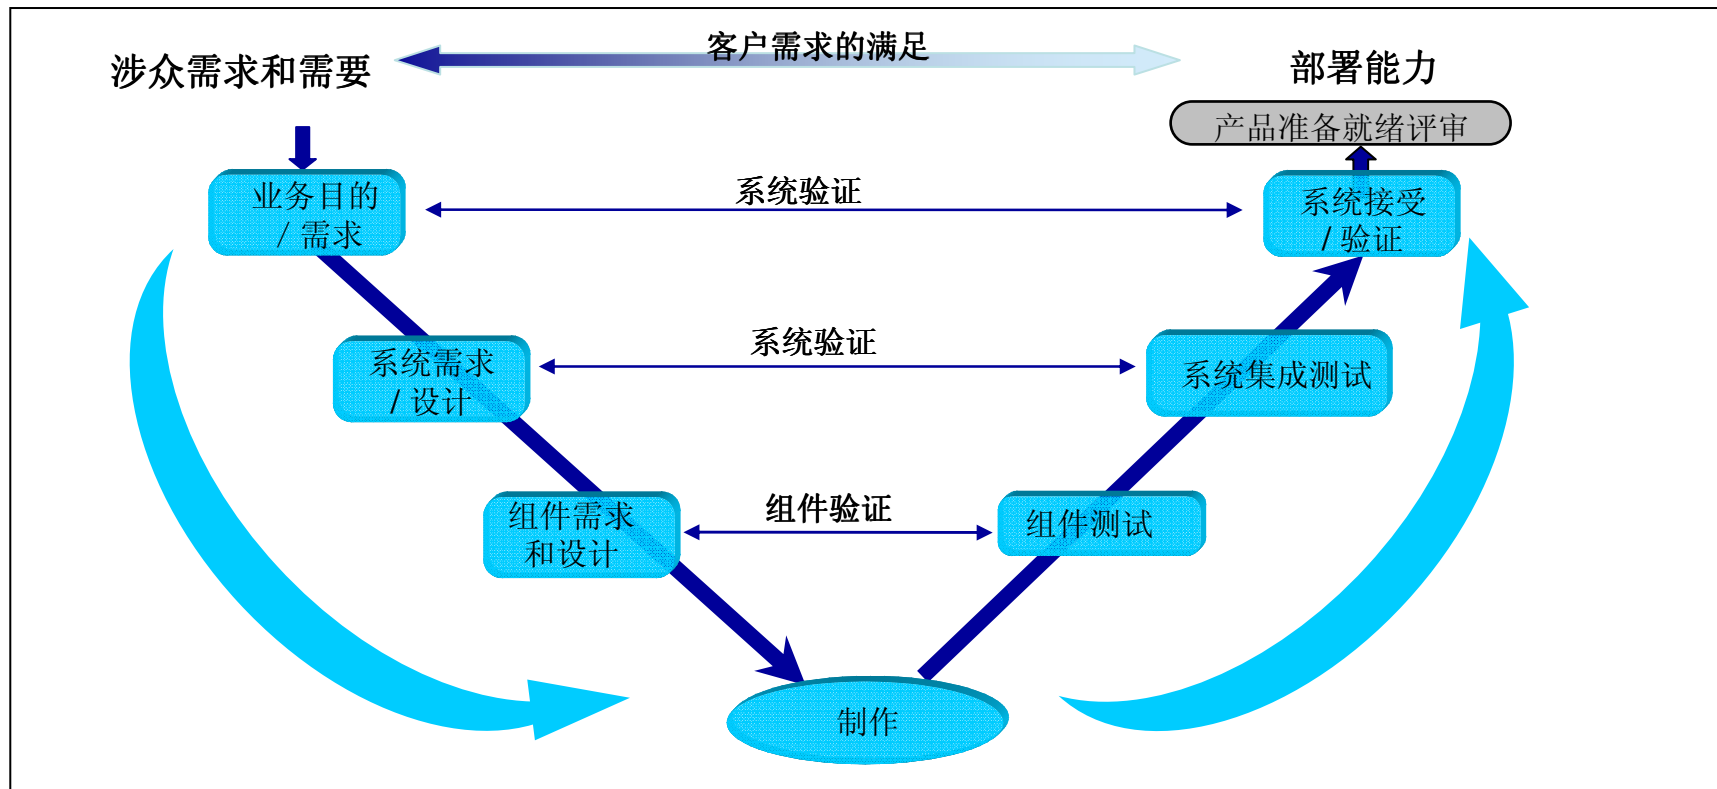 客户需求的满足
涉众需求和需要
部署能力
产品准备就绪评审
业务目的
/ 需求
系统验证
系统接受
/ 验证
系统需求
/ 设计
系统验证
系统集成测试
组件需求
和设计
组件验证
组件测试
制作